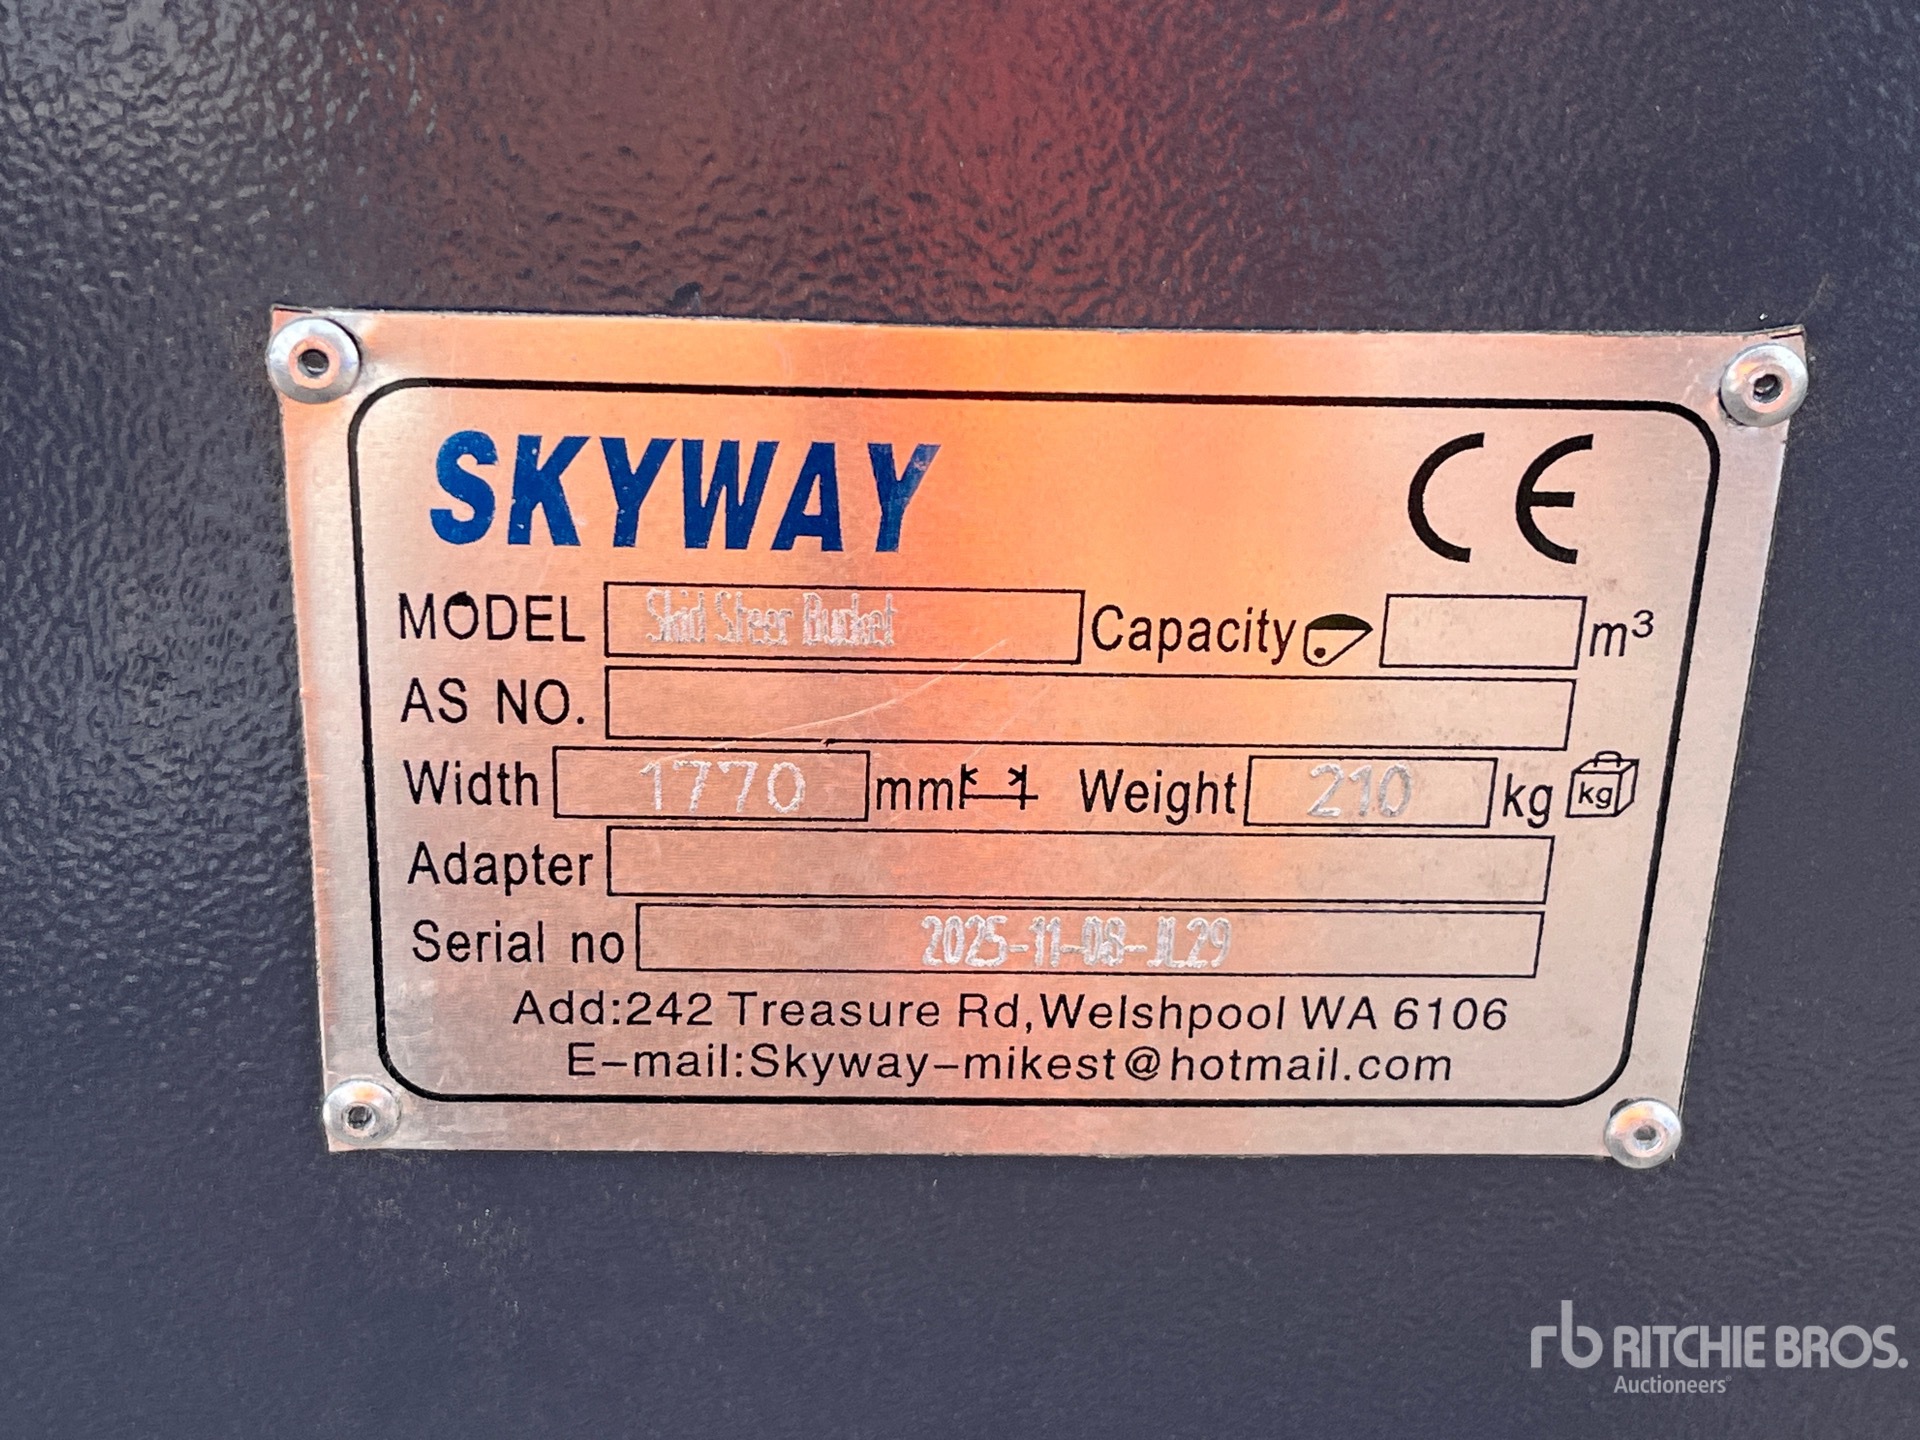 SKYWAY CE
MODEL Skid Steer Bucket Capacity m³
AS NO.
Width 1770 mm Weight 210 kg kg
Adapter
Serial no 2025-11-08-JL29
Add:242 Treasure Rd,Welshpool WA 6106
E-mail:Skyway-mikest@hotmail.com
rb RITCHIE BROS.
Auctioneers